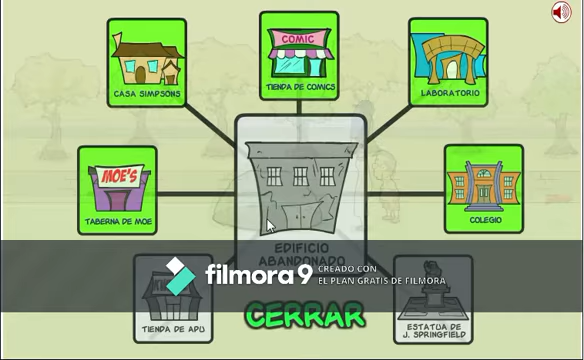 COMIC
TIENDA DE COMICS
CASA SIMPSONS
LABORATORIO
MOE'S
TABERNA DE MOE
COLEGIO
EDIFICIO
ABANDONADO
filmora9
CREADO CON
EL PLAN GRATIS DE FILMORA
TIENDA DE APU
CERRAR
ESTATUA DE
J. SPRINGFIELD